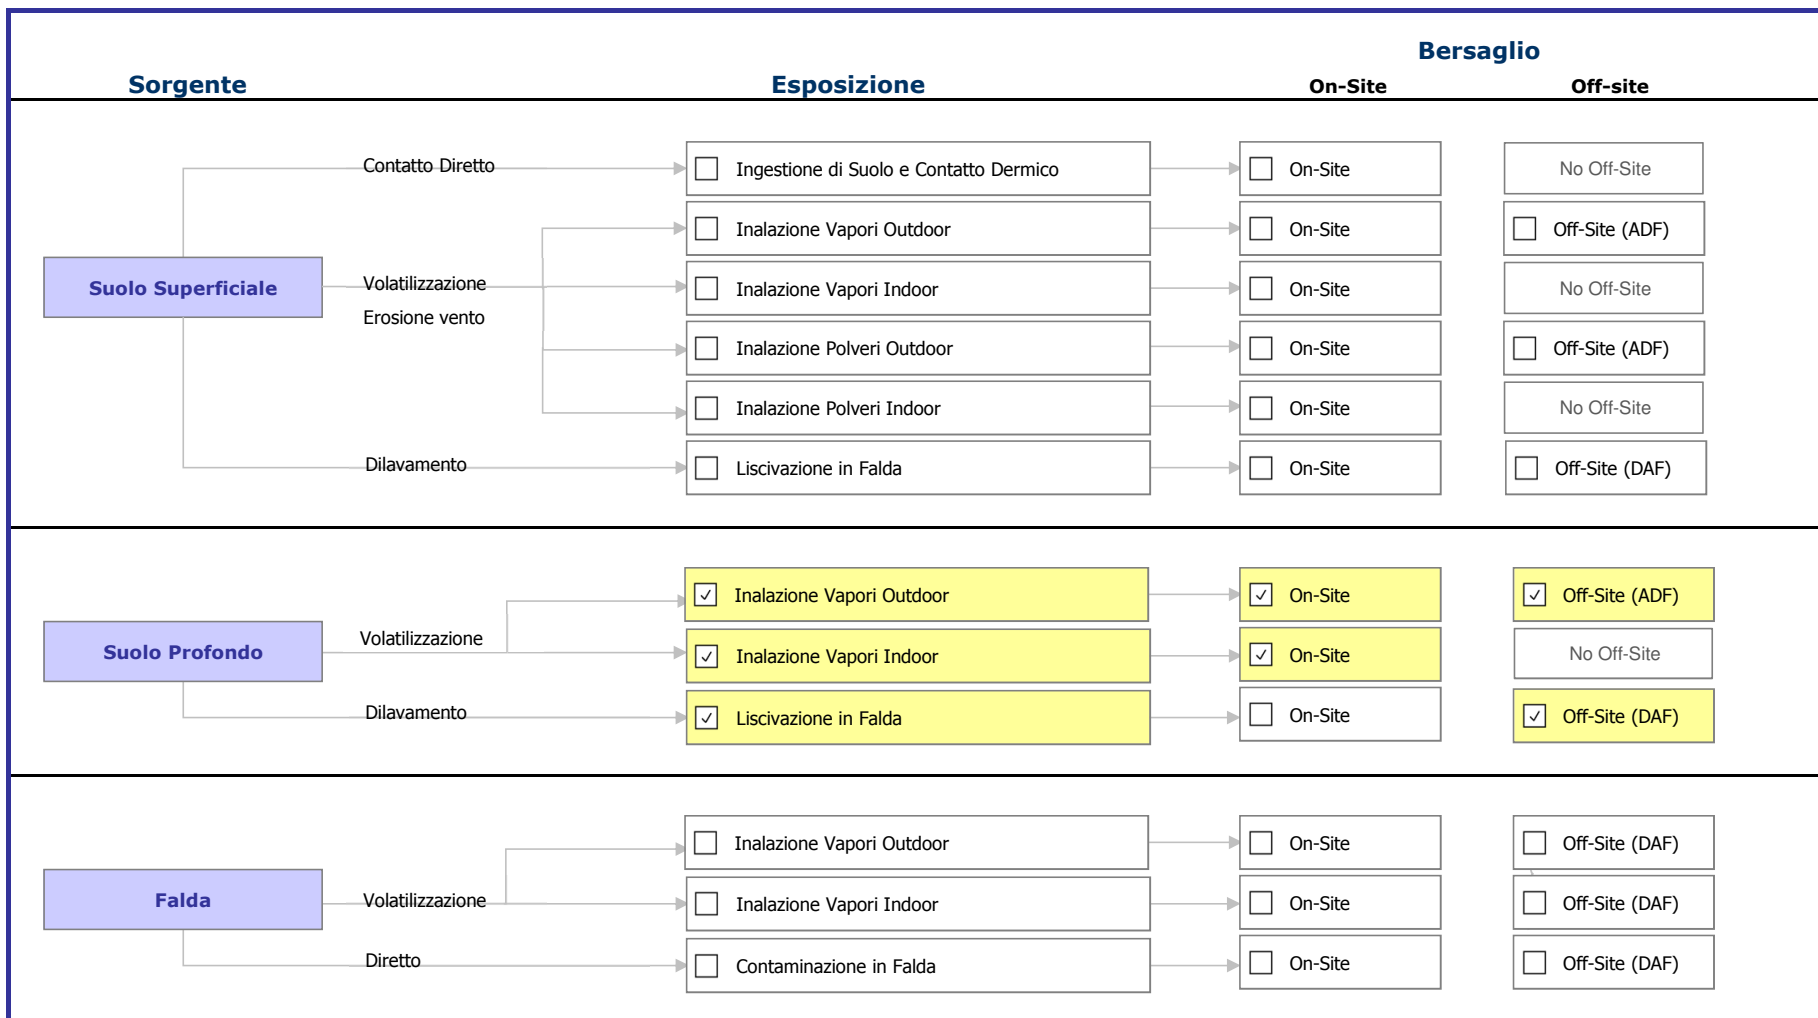 Bersaglio
Sorgente Esposizione On-Site Off-site
Contatto Diretto Ingestione di Suolo e Contatto Dermico On-Site No Off-Site
Inalazione Vapori Outdoor On-Site Off-Site (ADF)
Suolo Superficiale Volatilizzazione Inalazione Vapori Indoor On-Site No Off-Site
Erosione vento
Inalazione Polveri Outdoor On-Site Off-Site (ADF)
Inalazione Polveri Indoor On-Site No Off-Site
Dilavamento Liscivazione in Falda On-Site Off-Site (DAF)
Inalazione Vapori Outdoor On-Site Off-Site (ADF)
Suolo Profondo Volatilizzazione Inalazione Vapori Indoor On-Site No Off-Site
Dilavamento Liscivazione in Falda On-Site Off-Site (DAF)
Inalazione Vapori Outdoor On-Site Off-Site (DAF)
Falda Volatilizzazione Inalazione Vapori Indoor On-Site Off-Site (DAF)
Diretto Contaminazione in Falda On-Site Off-Site (DAF)